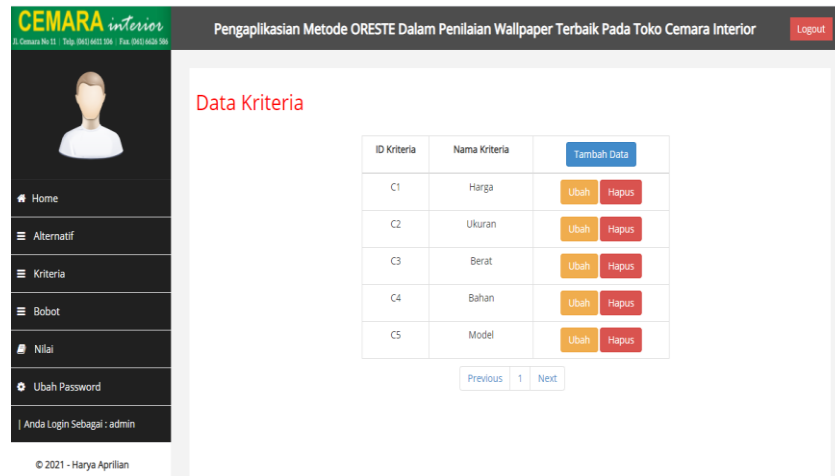 CEMARA interior
Jl. Cemara No 11 | Telp. (061) 6611 106 | Fax. (061) 6626 586
Pengaplikasian Metode ORESTE Dalam Penilaian Wallpaper Terbaik Pada Toko Cemara Interior
Logout
Home
Alternatif
Kriteria
Bobot
Nilai
Ubah Password
| Anda Login Sebagai : admin
© 2021 - Harya Aprilian
Data Kriteria
ID Kriteria Nama Kriteria Tambah Data
C1 Harga Ubah Hapus
C2 Ukuran Ubah Hapus
C3 Berat Ubah Hapus
C4 Bahan Ubah Hapus
C5 Model Ubah Hapus
Previous 1 Next